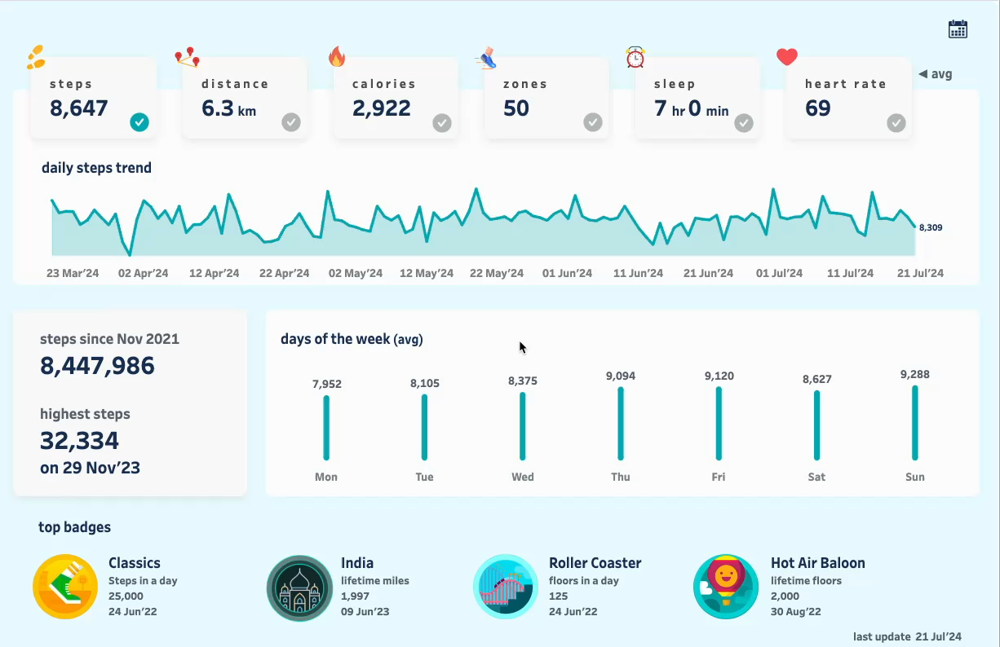 steps
8,647
distance
6.3 km
calories
2,922
zones
50
sleep
7 hr 0 min
heart rate
69
◀ avg
daily steps trend
8,309
23 Mar’24 02 Apr’24 12 Apr’24 22 Apr’24 02 May’24 12 May’24 22 May’24 01 Jun’24 11 Jun’24 21 Jun’24 01 Jul’24 11 Jul’24 21 Jul’24
steps since Nov 2021
8,447,986
highest steps
32,334
on 29 Nov’23
days of the week (avg)
7,952 8,105 8,375 9,094 9,120 8,627 9,288
Mon Tue Wed Thu Fri Sat Sun
top badges
Classics
Steps in a day
25,000
24 Jun’22
India
lifetime miles
1,997
09 Jun’23
Roller Coaster
floors in a day
125
24 Jun’22
Hot Air Baloon
lifetime floors
2,000
30 Aug’22
last update 21 Jul’24